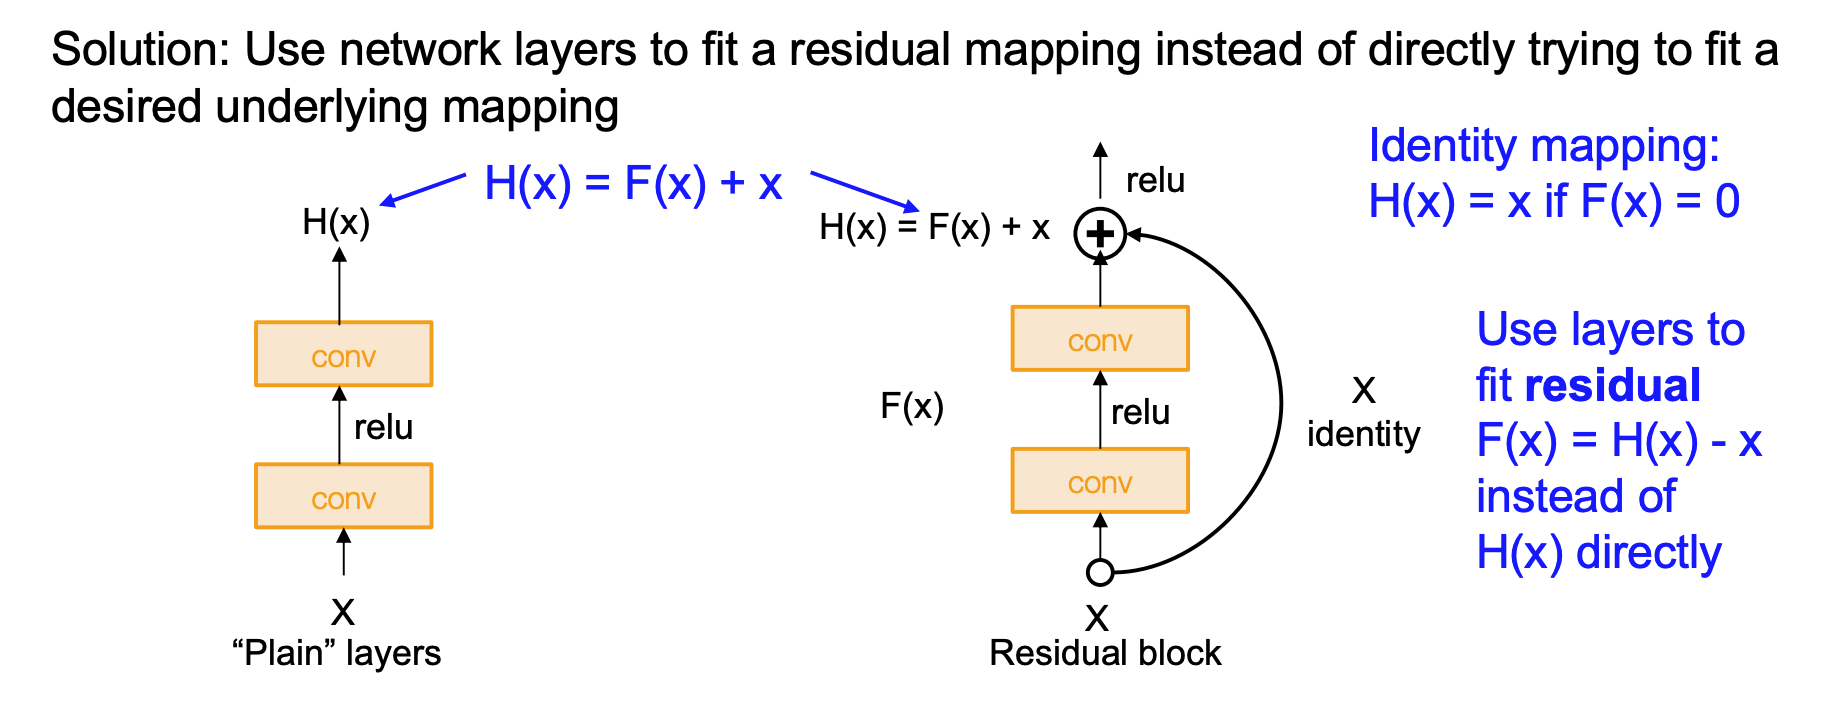 Solution: Use network layers to fit a residual mapping instead of directly trying to fit a
desired underlying mapping
H(x) = F(x) + x
H(x)
conv
relu
conv
X
“Plain” layers
relu
H(x) = F(x) + x
+
conv
F(x)
relu
conv
X
identity
X
Residual block
Identity mapping:
H(x) = x if F(x) = 0
Use layers to
fit residual
F(x) = H(x) - x
instead of
H(x) directly